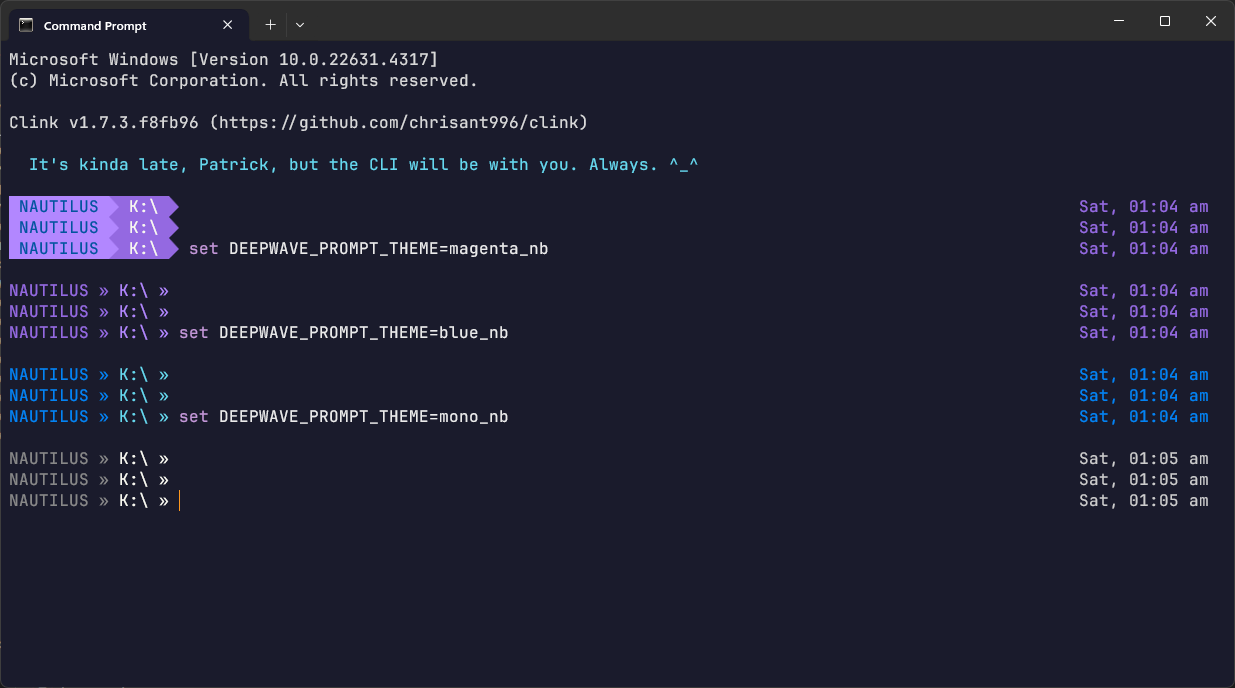 Command Prompt
Microsoft Windows [Version 10.0.22631.4317]
(c) Microsoft Corporation. All rights reserved.
Clink v1.7.3.f8fb96 (https://github.com/chrisant996/clink)
It's kinda late, Patrick, but the CLI will be with you. Always. ^_^
NAUTILUS K:\ Sat, 01:04 am
NAUTILUS K:\ Sat, 01:04 am
NAUTILUS K:\ set DEEPWAVE_PROMPT_THEME=magenta_nb Sat, 01:04 am
NAUTILUS » K:\ » Sat, 01:04 am
NAUTILUS » K:\ » Sat, 01:04 am
NAUTILUS » K:\ » set DEEPWAVE_PROMPT_THEME=blue_nb Sat, 01:04 am
NAUTILUS » K:\ » Sat, 01:04 am
NAUTILUS » K:\ » Sat, 01:04 am
NAUTILUS » K:\ » set DEEPWAVE_PROMPT_THEME=mono_nb Sat, 01:04 am
NAUTILUS » K:\ » Sat, 01:05 am
NAUTILUS » K:\ » Sat, 01:05 am
NAUTILUS » K:\ » Sat, 01:05 am